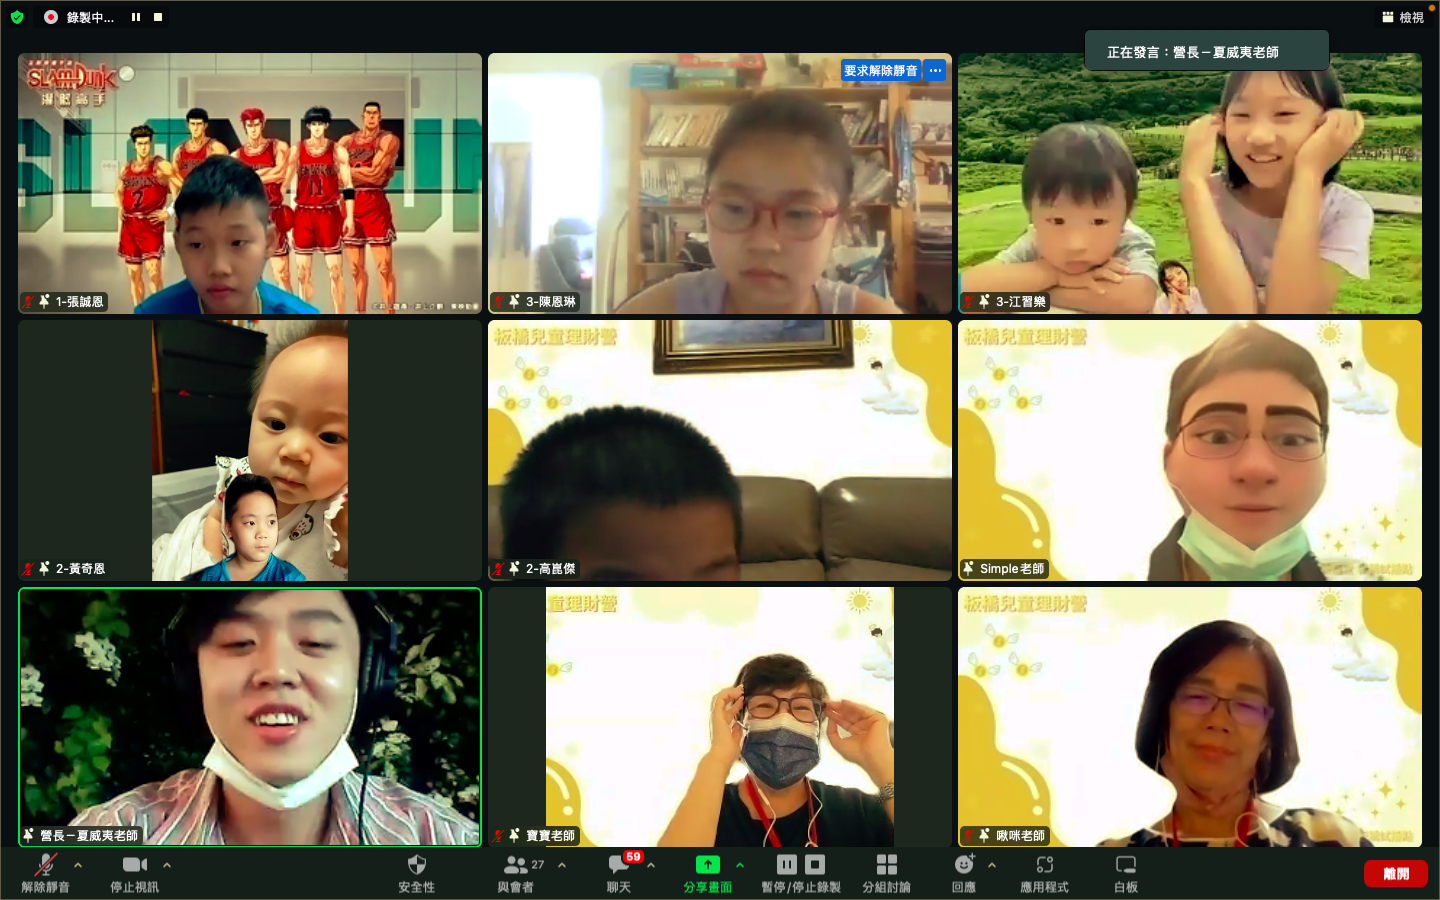 錄製中...
檢視
正在發言：營長－夏威夷老師
SLAM DUNK
灌籃高手
7
11
1-張誠恩
要求解除靜音
...
3-陳恩琳
3-江習樂
2-黃奇恩
板橋兒童理財營
2-高崑傑
板橋兒童理財營
Simple老師
營長－夏威夷老師
童理財營
寶寶老師
板橋兒童理財營
啾咪老師
解除靜音
停止視訊
安全性
27
與會者
59
聊天
分享畫面
暫停/停止錄製
分組討論
回應
應用程式
白板
離開